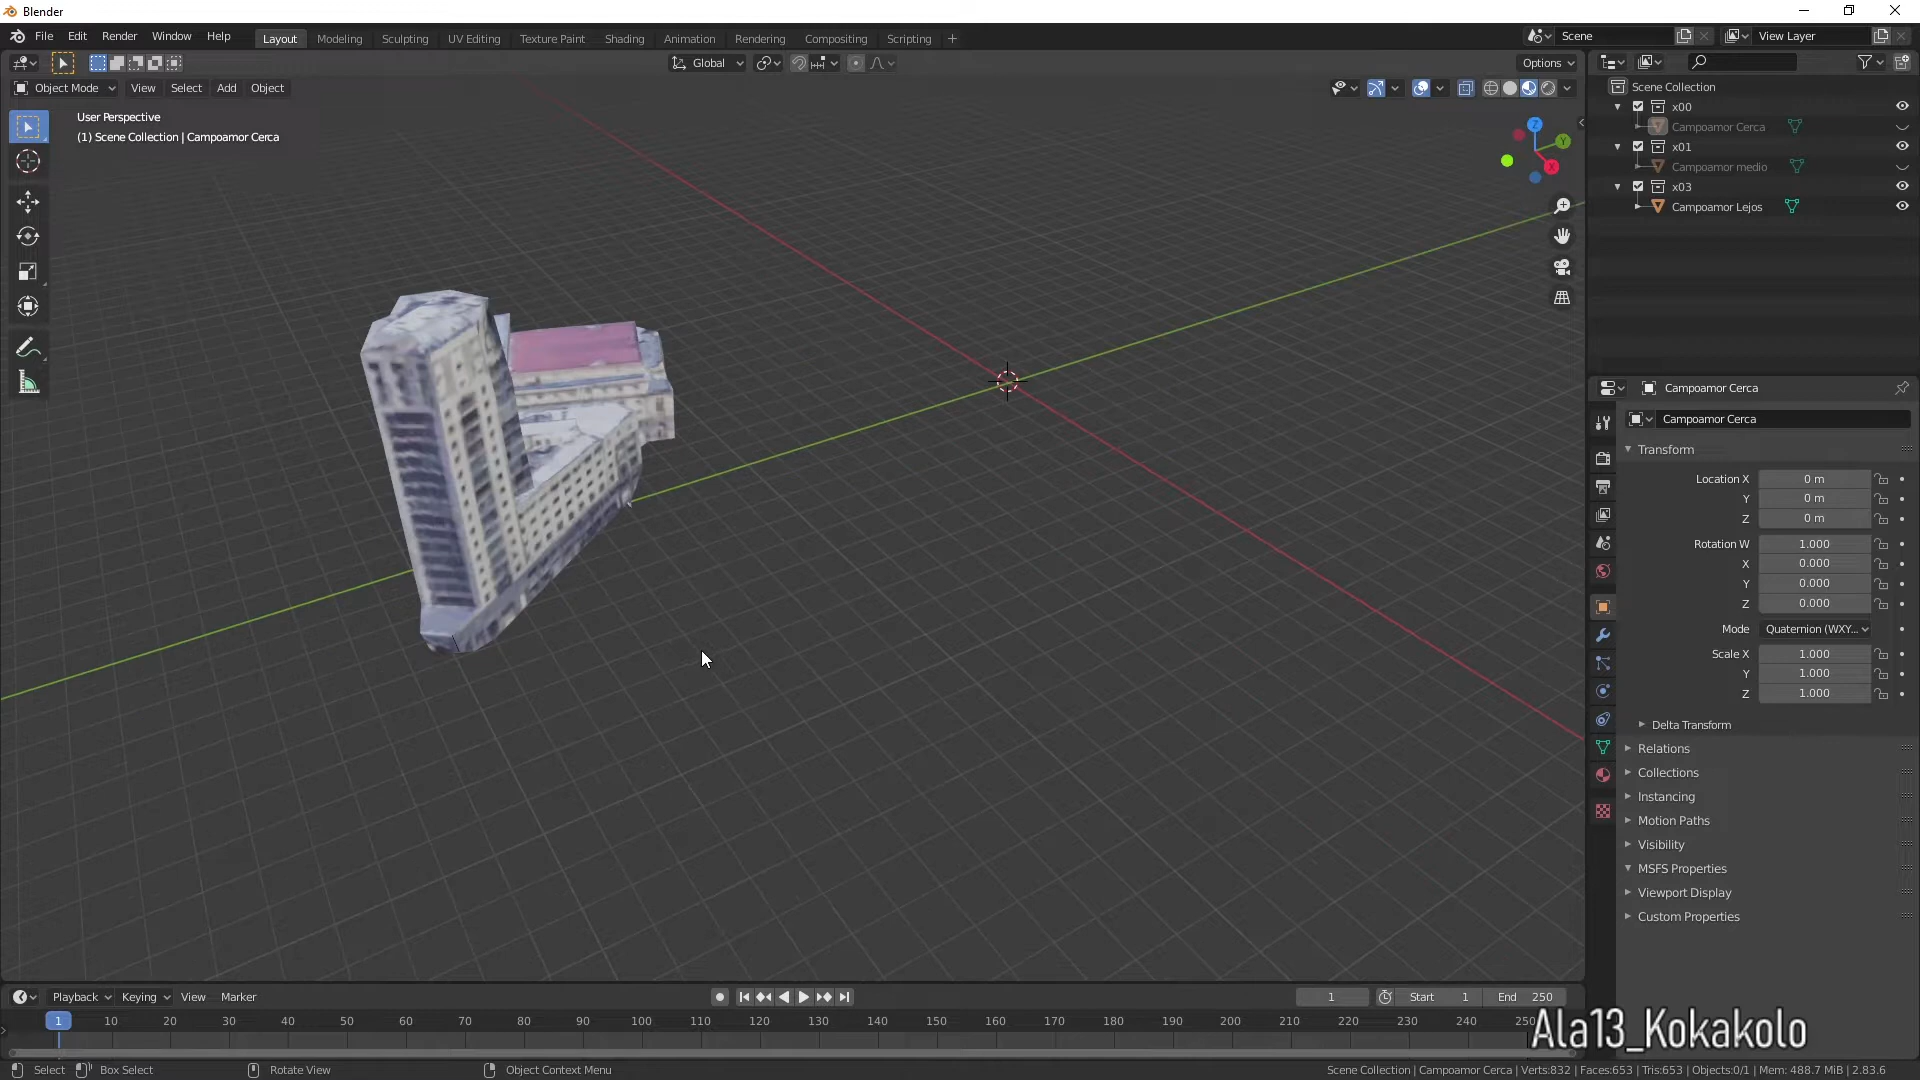 Blender
File Edit Render Window Help Layout Modeling Sculpting UV Editing Texture Paint Shading Animation Rendering Compositing Scripting + Scene View Layer
Global Options
Object Mode View Select Add Object
User Perspective
(1) Scene Collection | Campoamor Cerca
Z
Y
X
Scene Collection
x00
Campoamor Cerca
x01
Campoamor medio
x03
Campoamor Lejos
Campoamor Cerca
Campoamor Cerca
Transform
Location X 0 m
Y 0 m
Z 0 m
Rotation W 1.000
X 0.000
Y 0.000
Z 0.000
Mode Quaternion (WXY...
Scale X 1.000
Y 1.000
Z 1.000
Delta Transform
Relations
Collections
Instancing
Motion Paths
Visibility
MSFS Properties
Viewport Display
Custom Properties
Playback Keying View Marker 1 Start 1 End 250
1 10 20 30 40 50 60 70 80 90 100 110 120 130 140 150 160 170 180 190 200 210 220 230 240 250
Ala13_Kokakolo
Select Box Select Rotate View Object Context Menu Scene Collection | Campoamor Cerca | Verts:832 | Faces:653 | Tris:653 | Objects:0/1 | Mem: 488.7 MiB | 2.83.6